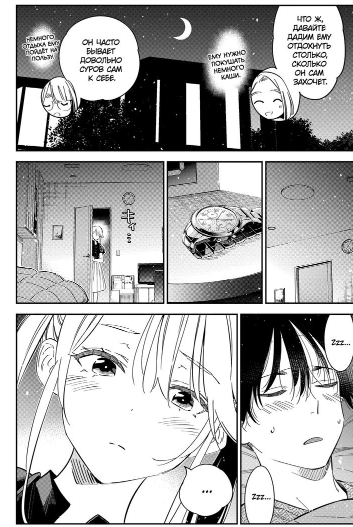 ЧТО Ж,
ДАВАЙТЕ
ДАДИМ ЕМУ
ОТДОХНУТЬ
СТОЛЬКО,
СКОЛЬКО
ОН САМ
ЗАХОЧЕТ.
ЕМУ НУЖНО
ПОКУШАТЬ
НЕМНОГО
КАШИ.
ОН ЧАСТО
БЫВАЕТ
ДОВОЛЬНО
СУРОВ САМ
К СЕБЕ.
НЕМНОГО
ОТДЫХА ЕМУ
ПОЙДЁТ НА
ПОЛЬЗУ.
Zzz...
Zzz...
...